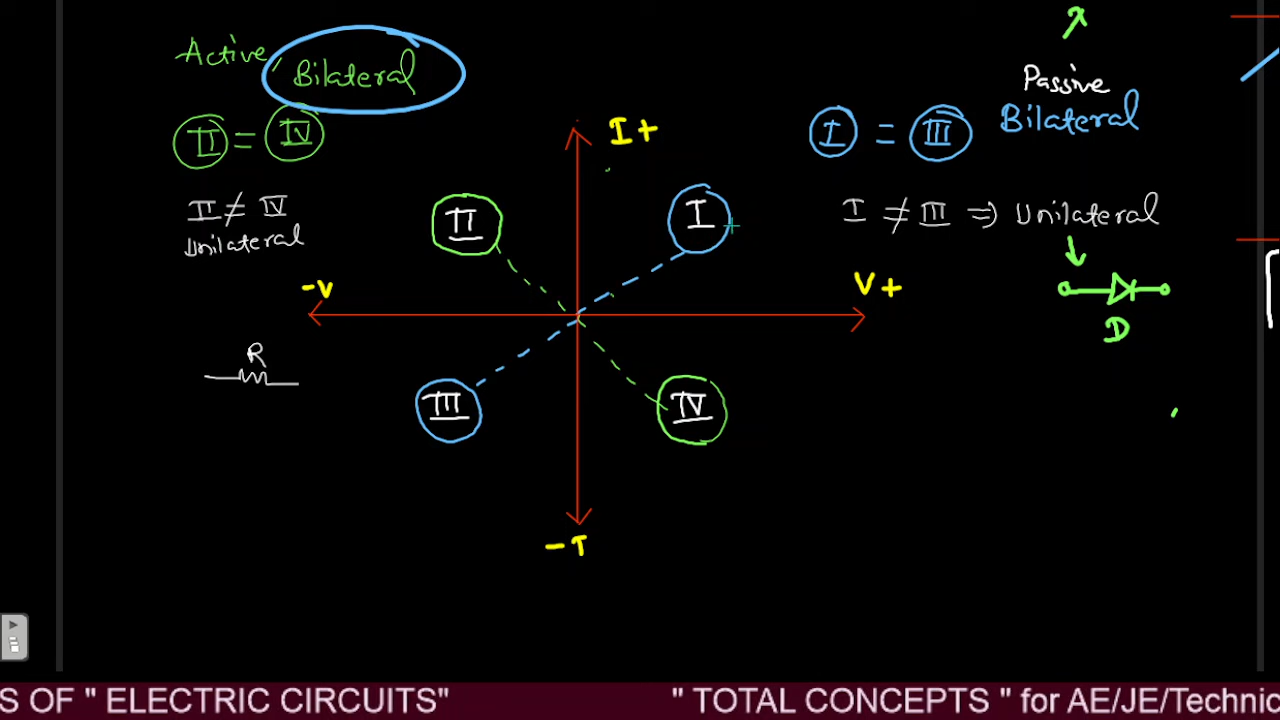 Active, Bilateral
II = IV
II ≠ IV
Unilateral
R
I+
-V
V+
II
I
III
IV
-I
Passive
Bilateral
I = III
I ≠ III => Unilateral
D
S OF " ELECTRIC CIRCUITS" " TOTAL CONCEPTS " for AE/JE/Technic